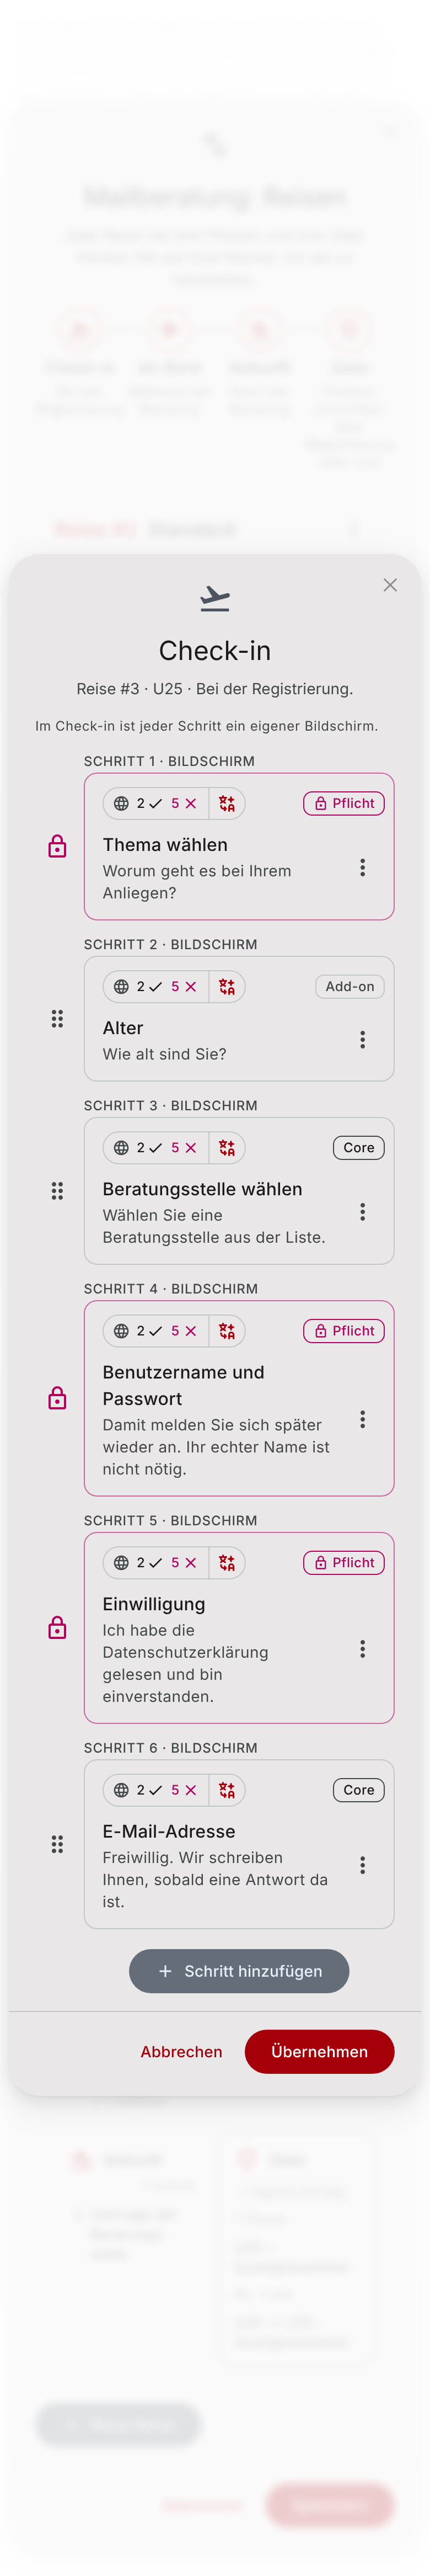 Mailberatung: Reisen
Reise #1 Standard
Check-in
Reise #3 · U25 · Bei der Registrierung.
Im Check-in ist jeder Schritt ein eigener Bildschirm.
SCHRITT 1 · BILDSCHIRM
2 5
Pflicht
Thema wählen
Worum geht es bei Ihrem
Anliegen?
SCHRITT 2 · BILDSCHIRM
2 5
Add-on
Alter
Wie alt sind Sie?
SCHRITT 3 · BILDSCHIRM
2 5
Core
Beratungsstelle wählen
Wählen Sie eine
Beratungsstelle aus der Liste.
SCHRITT 4 · BILDSCHIRM
2 5
Pflicht
Benutzername und
Passwort
Damit melden Sie sich später
wieder an. Ihr echter Name ist
nicht nötig.
SCHRITT 5 · BILDSCHIRM
2 5
Pflicht
Einwilligung
Ich habe die
Datenschutzerklärung
gelesen und bin
einverstanden.
SCHRITT 6 · BILDSCHIRM
2 5
Core
E-Mail-Adresse
Freiwillig. Wir schreiben
Ihnen, sobald eine Antwort da
ist.
Schritt hinzufügen
Abbrechen
Übernehmen